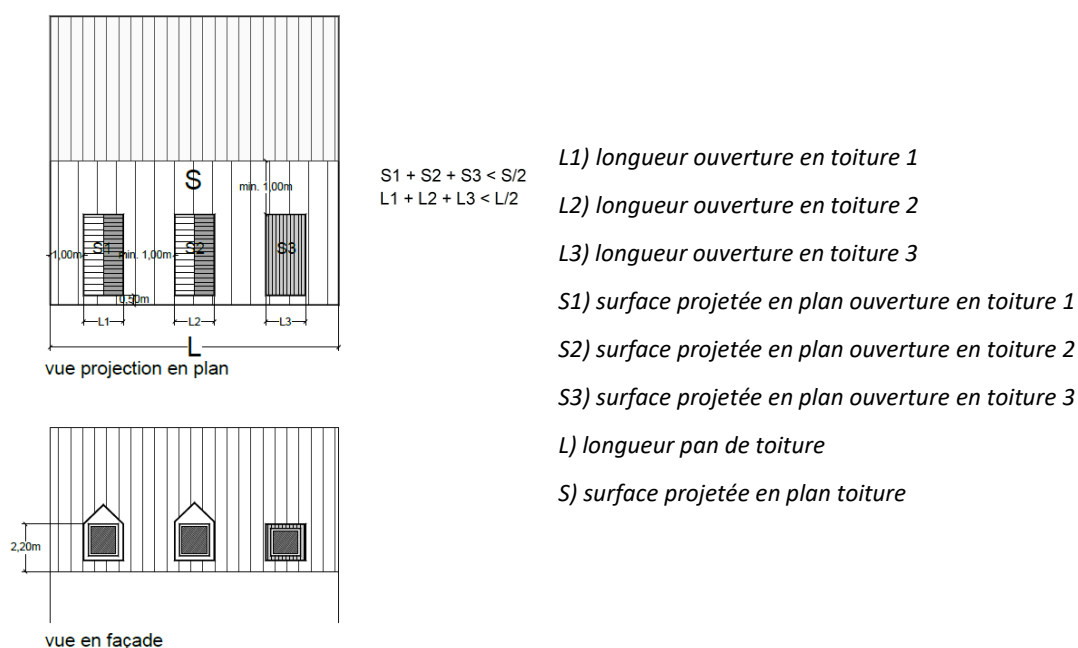 S
min. 1,00m
1,00m
S1
min. 1,00m
S2
S3
0,50m
L1
L2
L3
L
vue projection en plan
S1 + S2 + S3 < S/2
L1 + L2 + L3 < L/2
L1) longueur ouverture en toiture 1
L2) longueur ouverture en toiture 2
L3) longueur ouverture en toiture 3
S1) surface projetée en plan ouverture en toiture 1
S2) surface projetée en plan ouverture en toiture 2
S3) surface projetée en plan ouverture en toiture 3
L) longueur pan de toiture
S) surface projetée en plan toiture
2,20m
vue en façade